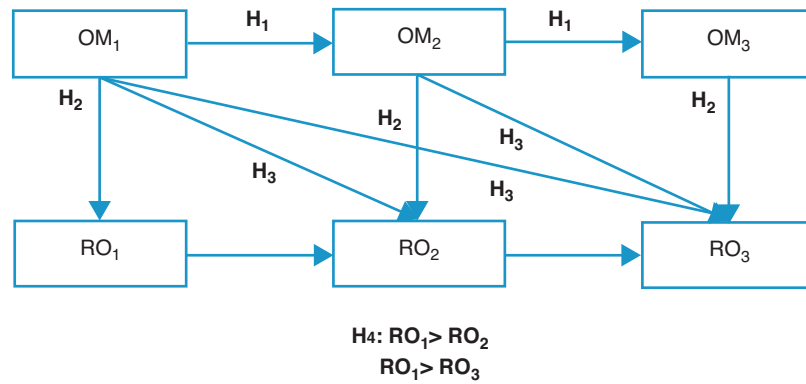 OM₁ H₁ OM₂ H₁ OM₃
H₂ H₂ H₂
H₃ H₃
H₃
RO₁ RO₂ RO₃
H4: RO₁> RO₂
RO₁> RO₃